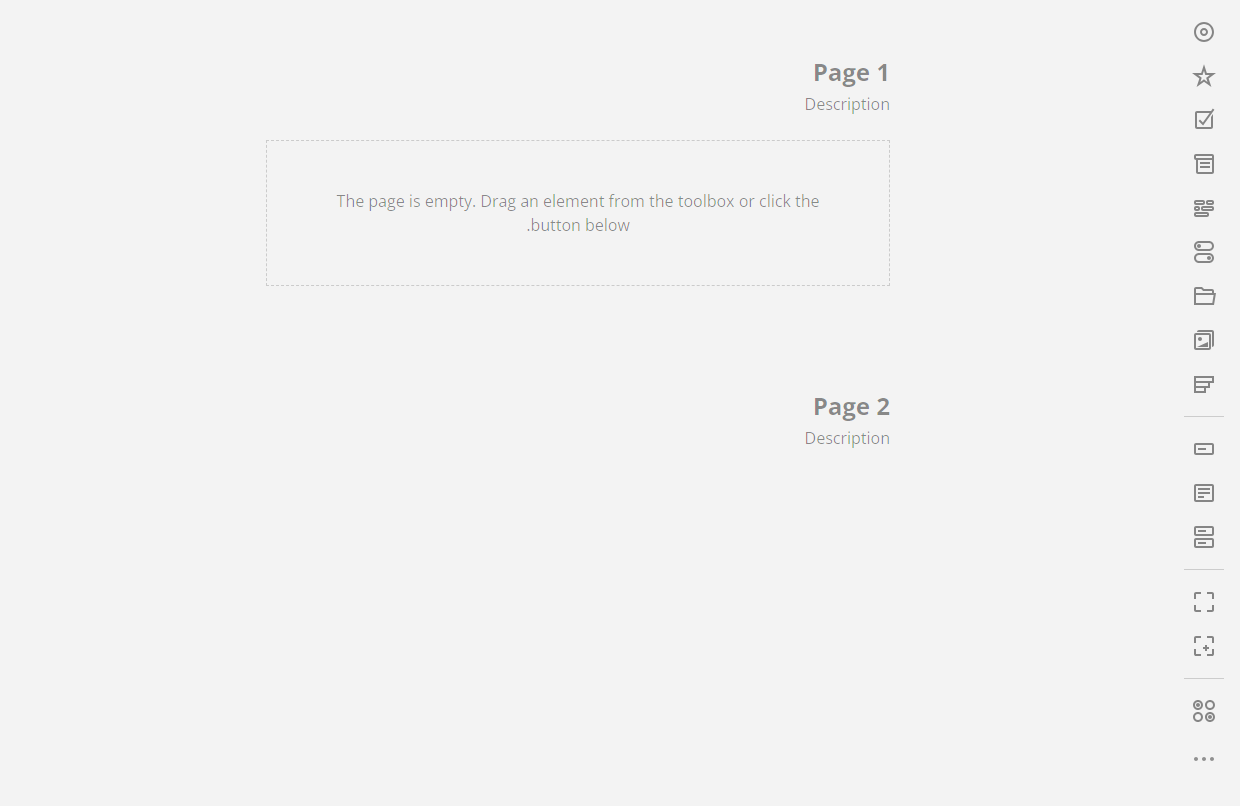 Page 1
Description
The page is empty. Drag an element from the toolbox or click the
.button below
Page 2
Description